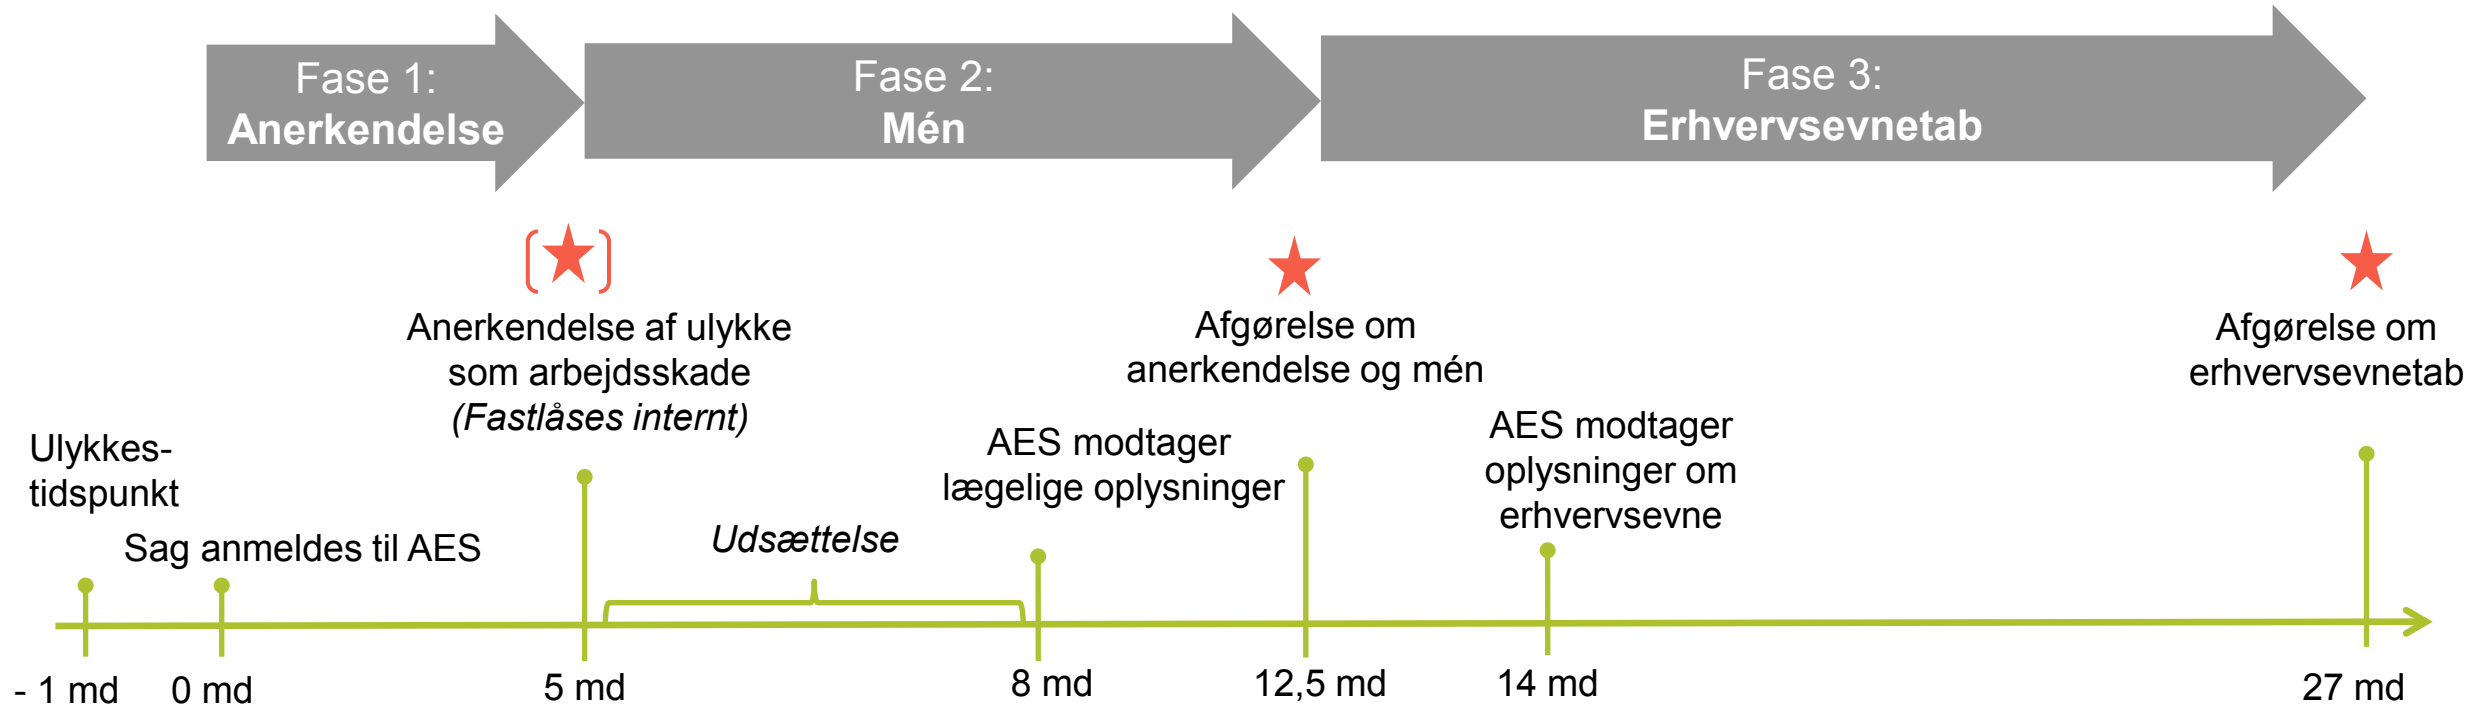 Fase 1:
Anerkendelse
Fase 2:
Mén
Fase 3:
Erhvervsevnetab
Anerkendelse af ulykke
som arbejdsskade
(Fastlåses internt)
Afgørelse om
anerkendelse og mén
Afgørelse om
erhvervsevnetab
Ulykkes-
tidspunkt
Sag anmeldes til AES
Udsættelse
AES modtager
lægelige oplysninger
AES modtager
oplysninger om
erhvervsevne
- 1 md
0 md
5 md
8 md
12,5 md
14 md
27 md